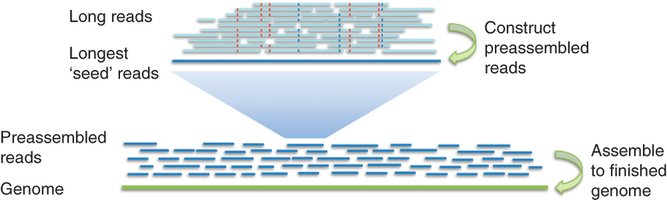 Long reads
Longest
‘seed’ reads
Construct
preassembled
reads
Preassembled
reads
Genome
Assemble
to finished
genome